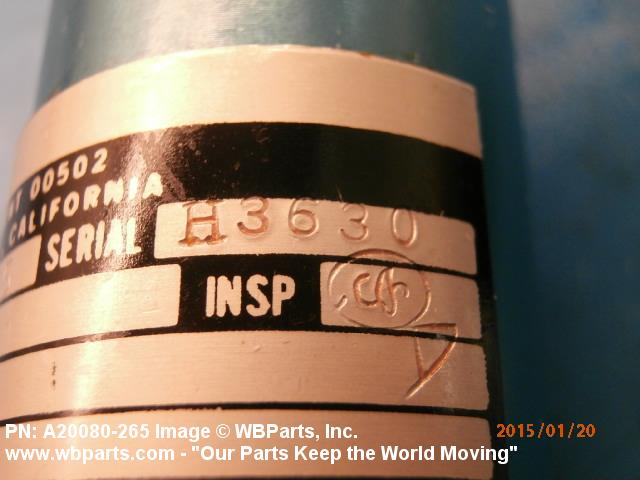 00502
CALIFORNIA
SERIAL H3630
INSP
PN: A20080-265 Image © WBParts, Inc. 2015/01/20
www.wbparts.com - "Our Parts Keep the World Moving"